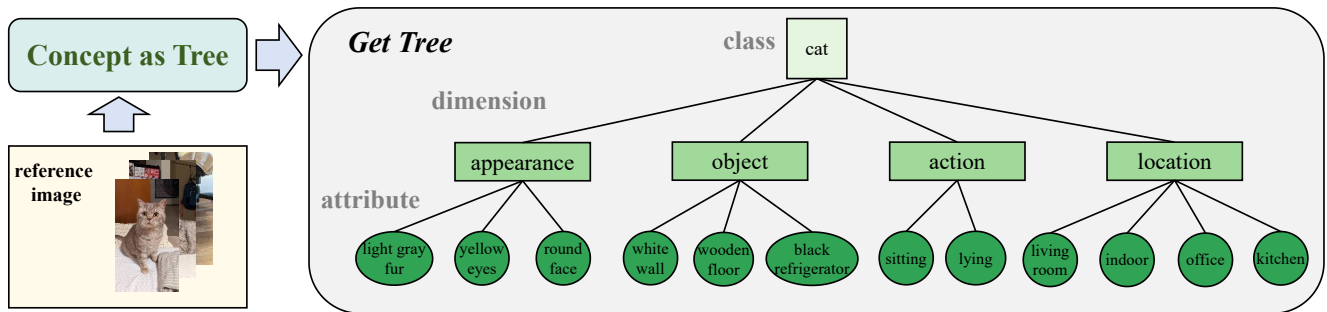 Concept as Tree
reference
image
Get Tree
class
cat
dimension
appearance
object
action
location
attribute
light gray
fur
yellow
eyes
round
face
white
wall
wooden
floor
black
refrigerator
sitting
lying
living
room
indoor
office
kitchen